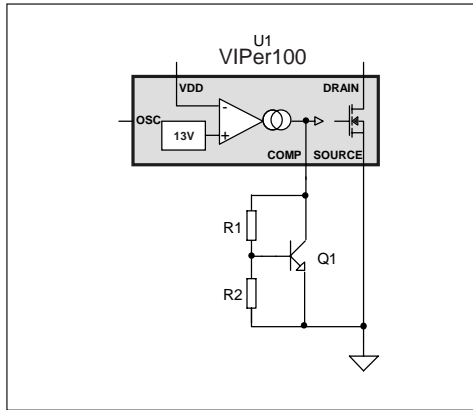 U1
VIPer100
VDD
DRAIN
-
OSC
13V
+
COMP SOURCE
R1
Q1
R2